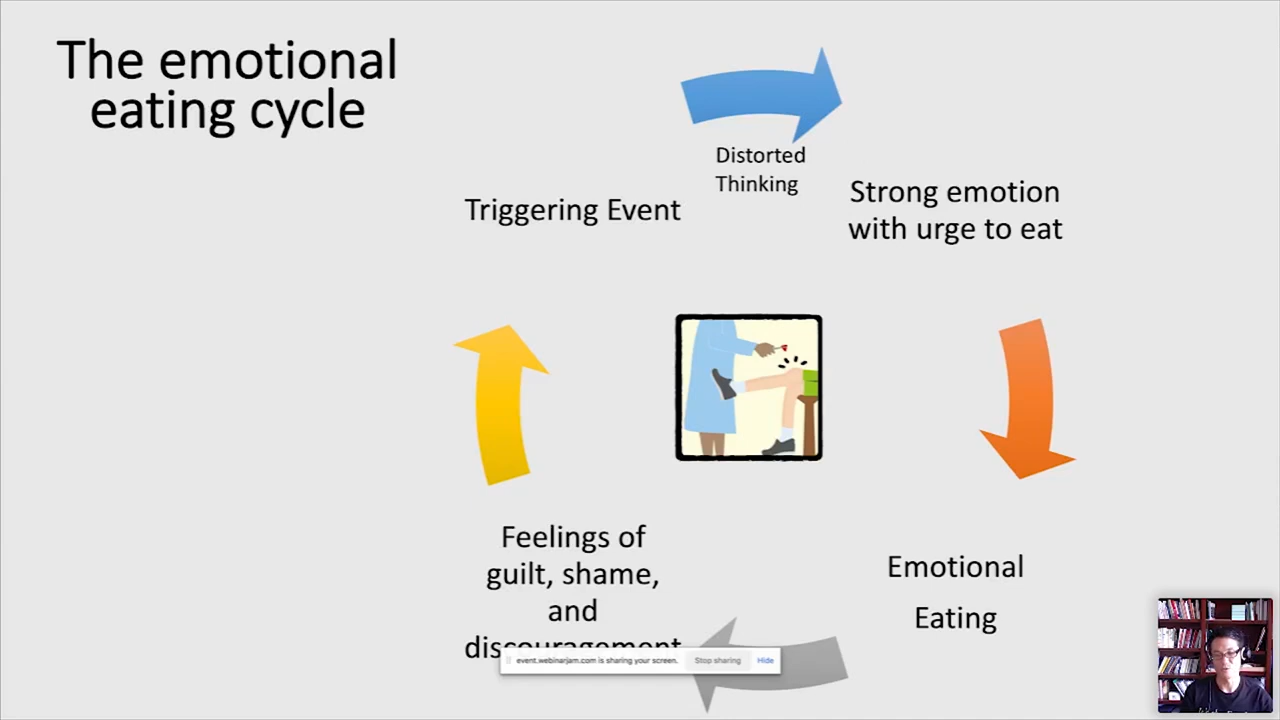 The emotional
eating cycle
Distorted
Thinking
Triggering Event
Strong emotion
with urge to eat
Feelings of
guilt, shame,
and
discouragement
Emotional
Eating
event.webinarjam.com is sharing your screen.
Stop sharing
Hide